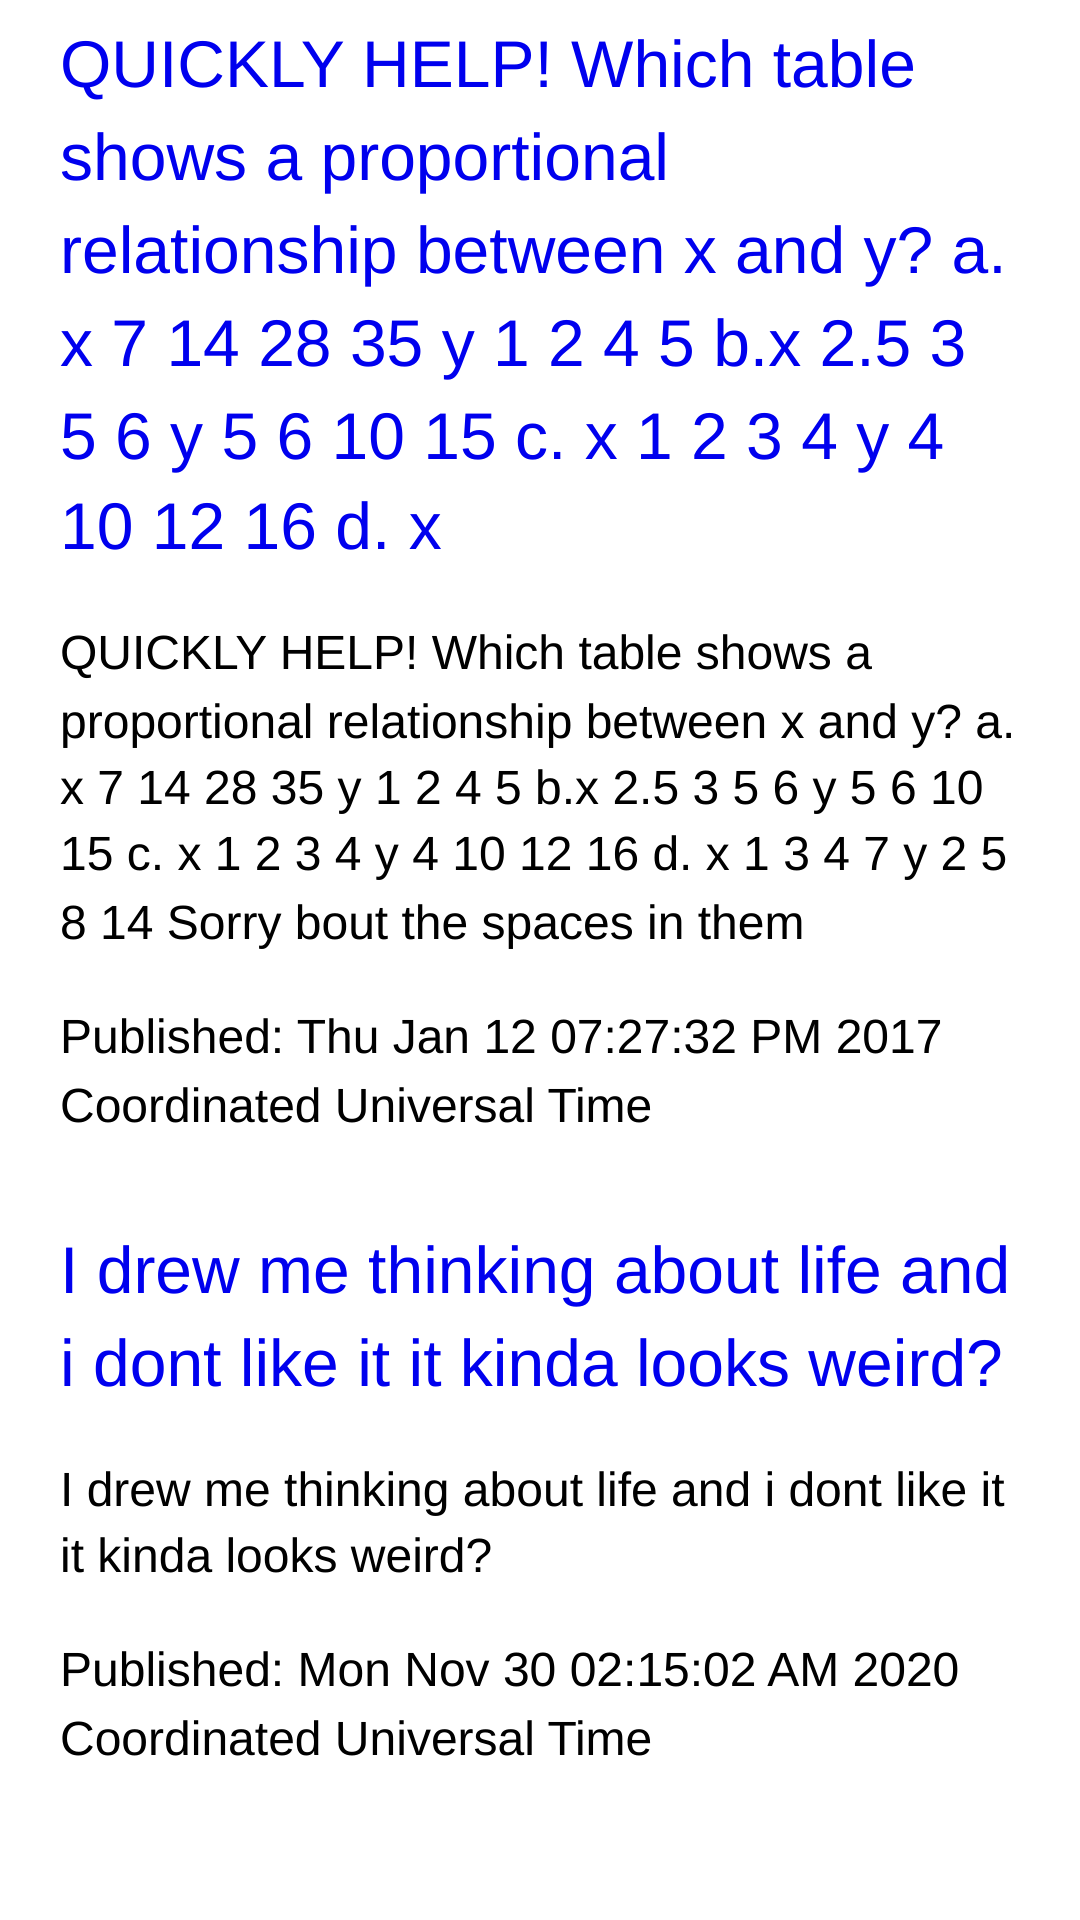 QUICKLY HELP! Which table
shows a proportional
relationship between x and y? a.
x 7 14 28 35 y 1 2 4 5 b.x 2.5 3
5 6 y 5 6 10 15 c. x 1 2 3 4 y 4
10 12 16 d. x
QUICKLY HELP! Which table shows a
proportional relationship between x and y? a.
x 7 14 28 35 y 1 2 4 5 b.x 2.5 3 5 6 y 5 6 10
15 c. x 1 2 3 4 y 4 10 12 16 d. x 1 3 4 7 y 2 5
8 14 Sorry bout the spaces in them
Published: Thu Jan 12 07:27:32 PM 2017
Coordinated Universal Time
I drew me thinking about life and
i dont like it it kinda looks weird?
I drew me thinking about life and i dont like it
it kinda looks weird?
Published: Mon Nov 30 02:15:02 AM 2020
Coordinated Universal Time